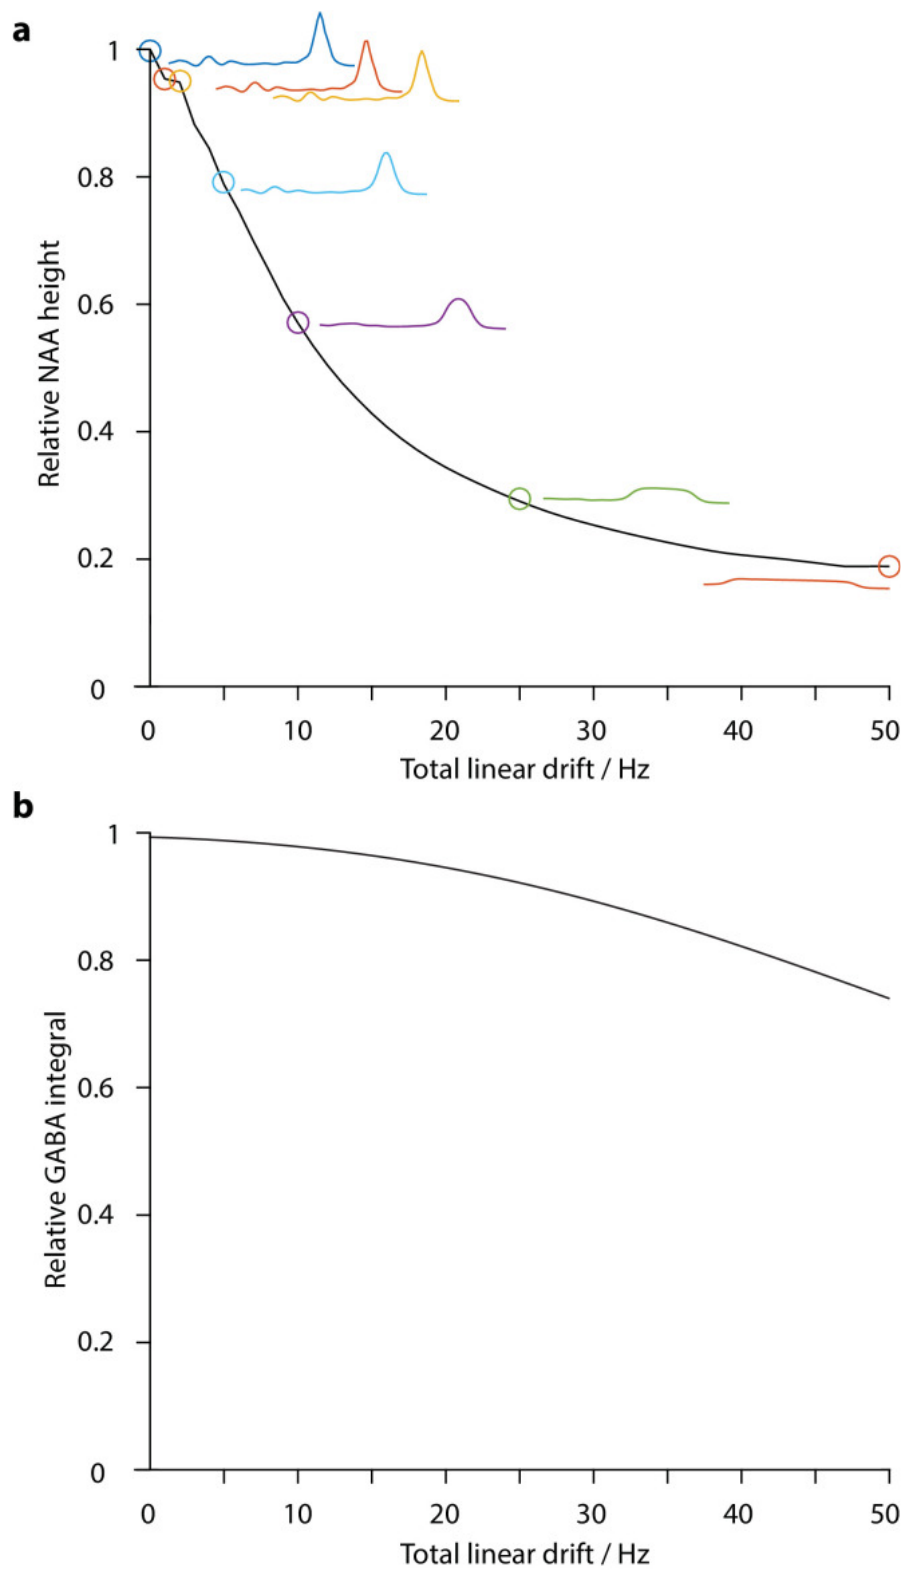 a
1
0.8
0.6
0.4
0.2
0
Relative NAA height
0 10 20 30 40 50
Total linear drift / Hz
b
1
0.8
0.6
0.4
0.2
0
Relative GABA integral
0 10 20 30 40 50
Total linear drift / Hz